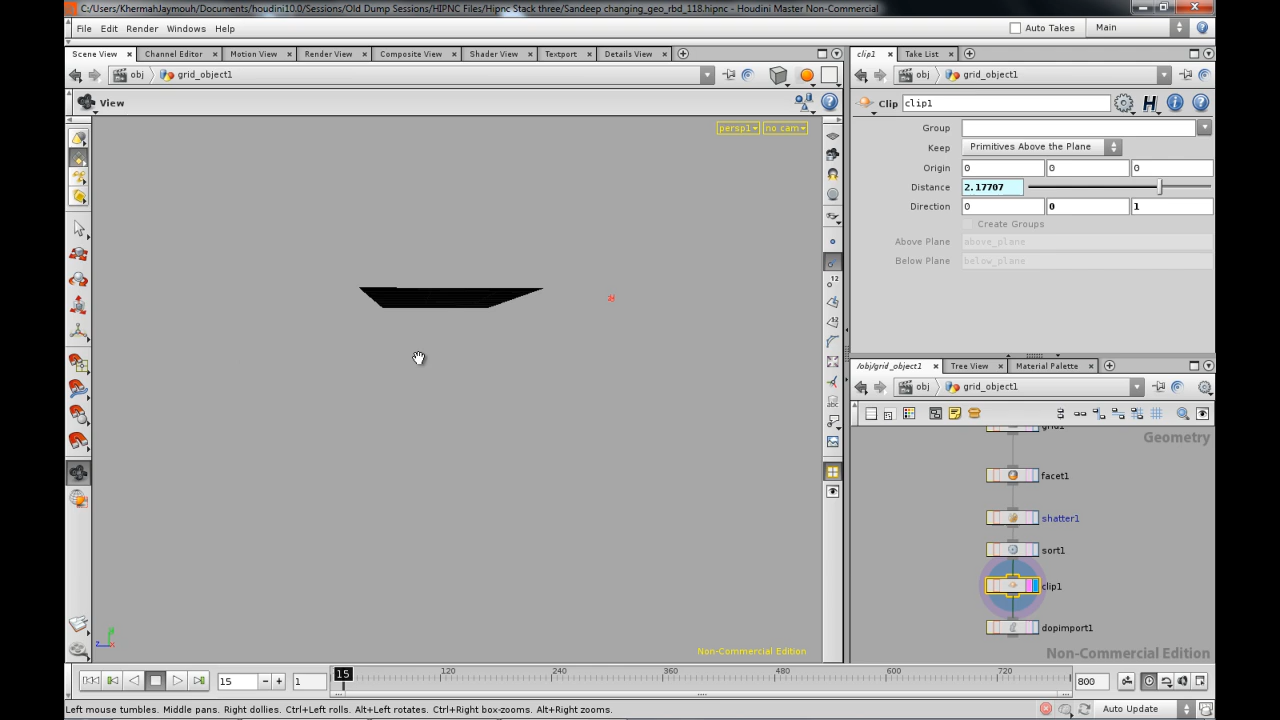 C:/Users/KhermahJaymouh/Documents/houdini10.0/Sessions/Old Dump Sessions/HIPNC Files/Hipnc Stack three/Sandeep changing_geo_rbd_118.hipnc - Houdini Master Non-Commercial
File Edit Render Windows Help
Auto Takes Main
Scene View Channel Editor Motion View Render View Composite View Shader View Textport Details View
obj grid_object1
View
persp1 no cam
Non-Commercial Edition
clip1 Take List
obj grid_object1
Clip clip1
Group
Keep Primitives Above the Plane
Origin 0 0 0
Distance 2.17707
Direction 0 0 1
Create Groups
Above Plane above_plane
Below Plane below_plane
/obj/grid_object1 Tree View Material Palette
obj grid_object1
Geometry
grid1
facet1
shatter1
sort1
clip1
dopimport1
Non-Commercial Edition
15 1
15 120 240 360 480 600 720
800
Left mouse tumbles. Middle pans. Right dollies. Ctrl+Left rolls. Alt+Left rotates. Ctrl+Right box-zooms. Alt+Right zooms.
Auto Update